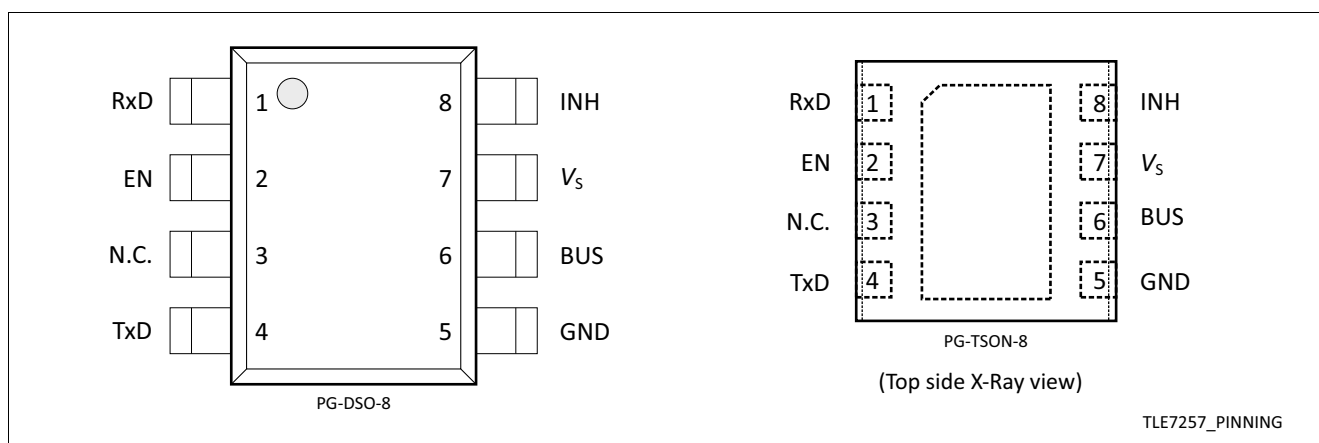 RxD 1 8 INH
EN 2 7 VS
N.C. 3 6 BUS
TxD 4 5 GND
PG-DSO-8
RxD 1 8 INH
EN 2 7 VS
N.C. 3 6 BUS
TxD 4 5 GND
PG-TSON-8
(Top side X-Ray view)
TLE7257_PINNING